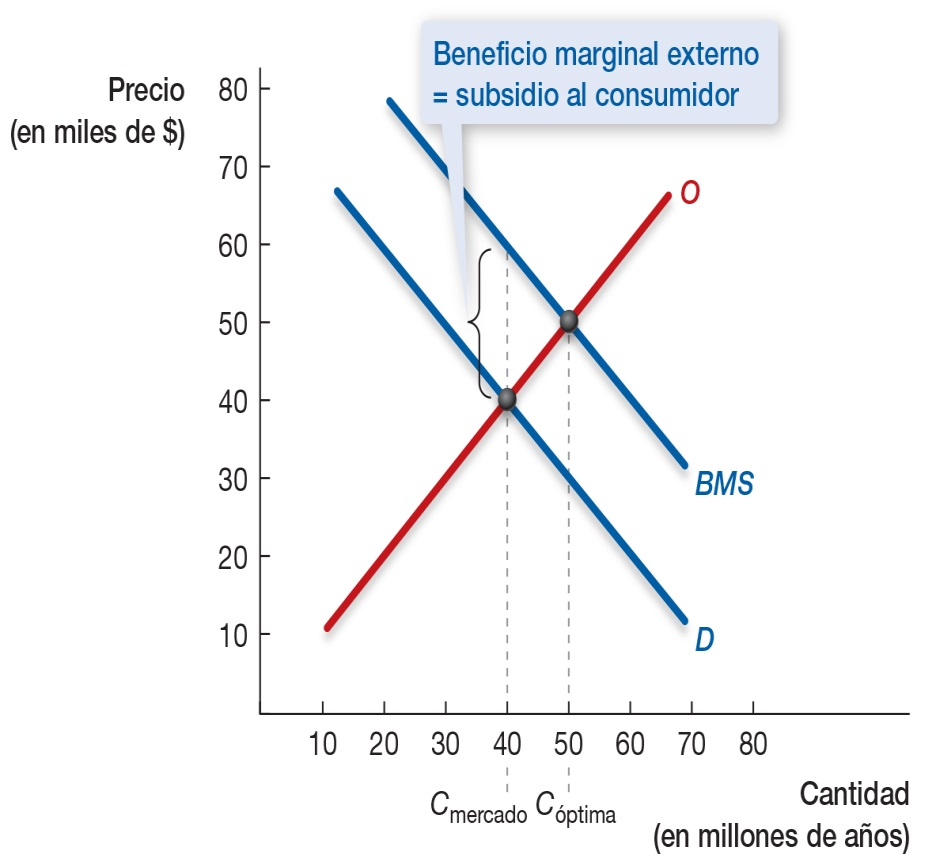 Beneficio marginal externo
= subsidio al consumidor
Precio
(en miles de $)
80
70
60
50
40
30
20
10
O
BMS
D
10 20 30 40 50 60 70 80
Cmercado Cóptima
Cantidad
(en millones de años)